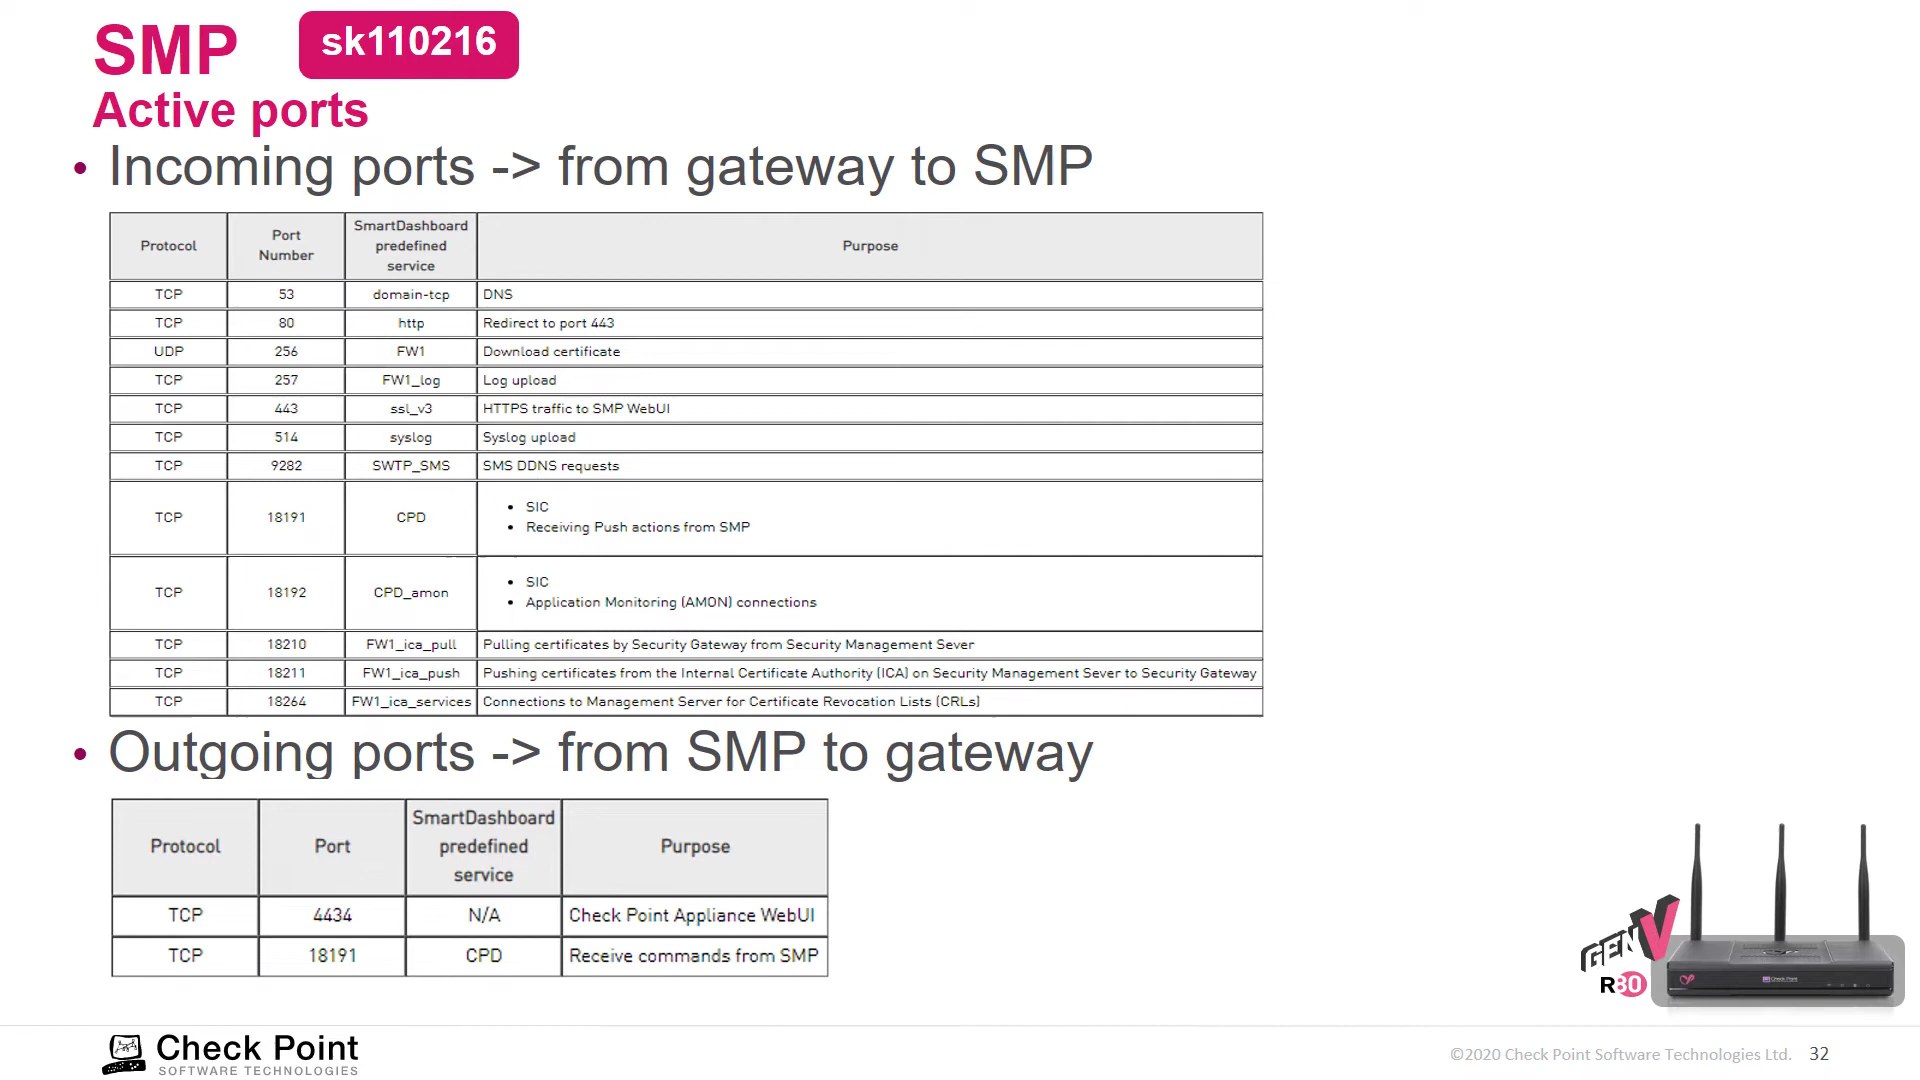 SMP
sk110216
Active ports
• Incoming ports -> from gateway to SMP
Protocol Port Number SmartDashboard predefined service Purpose
TCP 53 domain-tcp DNS
TCP 80 http Redirect to port 443
UDP 256 FW1 Download certificate
TCP 257 FW1_log Log upload
TCP 443 ssl_v3 HTTPS traffic to SMP WebUI
TCP 514 syslog Syslog upload
TCP 9282 SWTP_SMS SMS DDNS requests
TCP 18191 CPD
• SIC
• Receiving Push actions from SMP
TCP 18192 CPD_amon
• SIC
• Application Monitoring (AMON) connections
TCP 18210 FW1_ica_pull Pulling certificates by Security Gateway from Security Management Sever
TCP 18211 FW1_ica_push Pushing certificates from the Internal Certificate Authority (ICA) on Security Management Sever to Security Gateway
TCP 18264 FW1_ica_services Connections to Management Server for Certificate Revocation Lists (CRLs)
• Outgoing ports -> from SMP to gateway
Protocol Port SmartDashboard predefined service Purpose
TCP 4434 N/A Check Point Appliance WebUI
TCP 18191 CPD Receive commands from SMP
GEN V
R80
Check Point
Check Point
SOFTWARE TECHNOLOGIES
©2020 Check Point Software Technologies Ltd. 32